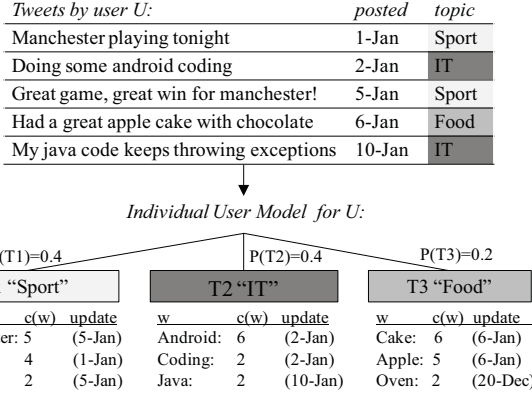 Tweets by user U: posted topic
Manchester playing tonight 1-Jan Sport
Doing some android coding 2-Jan IT
Great game, great win for manchester! 5-Jan Sport
Had a great apple cake with chocolate 6-Jan Food
My java code keeps throwing exceptions 10-Jan IT
Individual User Model for U:
(T1)=0.4 P(T2)=0.4 P(T3)=0.2
“Sport” T2 “IT” T3 “Food”
c(w) update w c(w) update w c(w) update
er: 5 (5-Jan) Android: 6 (2-Jan) Cake: 6 (6-Jan)
4 (1-Jan) Coding: 2 (2-Jan) Apple: 5 (6-Jan)
2 (5-Jan) Java: 2 (10-Jan) Oven: 2 (20-Dec)